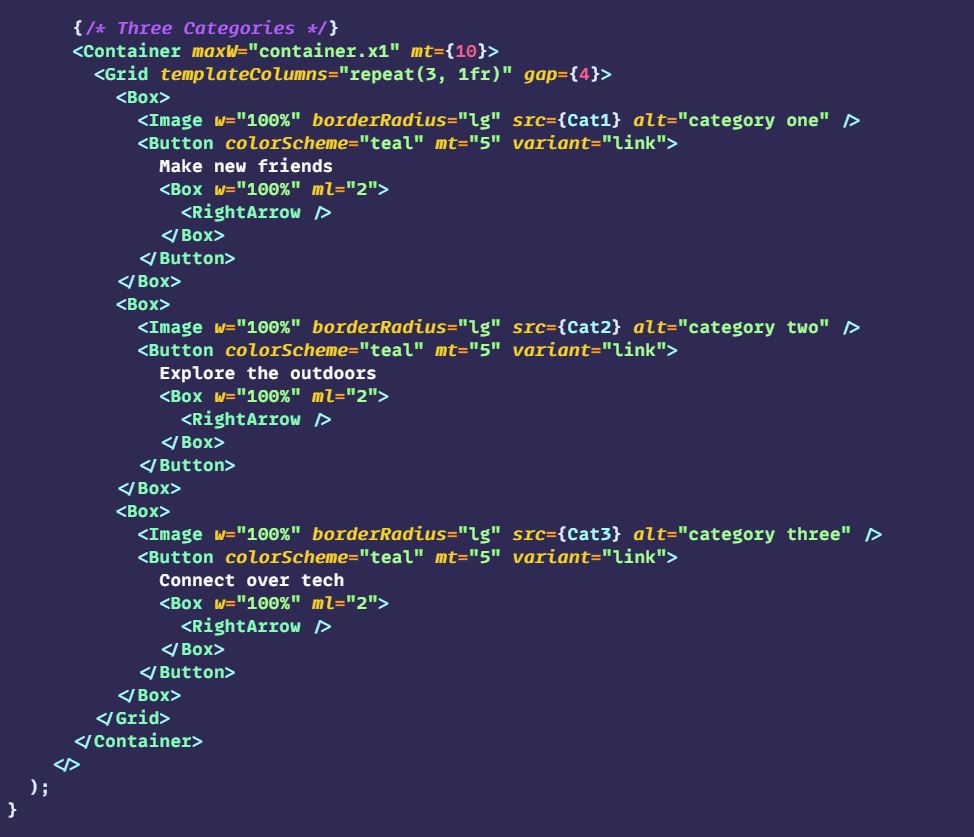 {/* Three Categories */}
<Container maxW="container.x1" mt={10}>
<Grid templateColumns="repeat(3, 1fr)" gap={4}>
<Box>
<Image w="100%" borderRadius="lg" src={Cat1} alt="category one" />
<Button colorScheme="teal" mt="5" variant="link">
Make new friends
<Box w="100%" ml="2">
<RightArrow />
</Box>
</Button>
</Box>
<Box>
<Image w="100%" borderRadius="lg" src={Cat2} alt="category two" />
<Button colorScheme="teal" mt="5" variant="link">
Explore the outdoors
<Box w="100%" ml="2">
<RightArrow />
</Box>
</Button>
</Box>
<Box>
<Image w="100%" borderRadius="lg" src={Cat3} alt="category three" />
<Button colorScheme="teal" mt="5" variant="link">
Connect over tech
<Box w="100%" ml="2">
<RightArrow />
</Box>
</Button>
</Box>
</Grid>
</Container>
</>
);
}